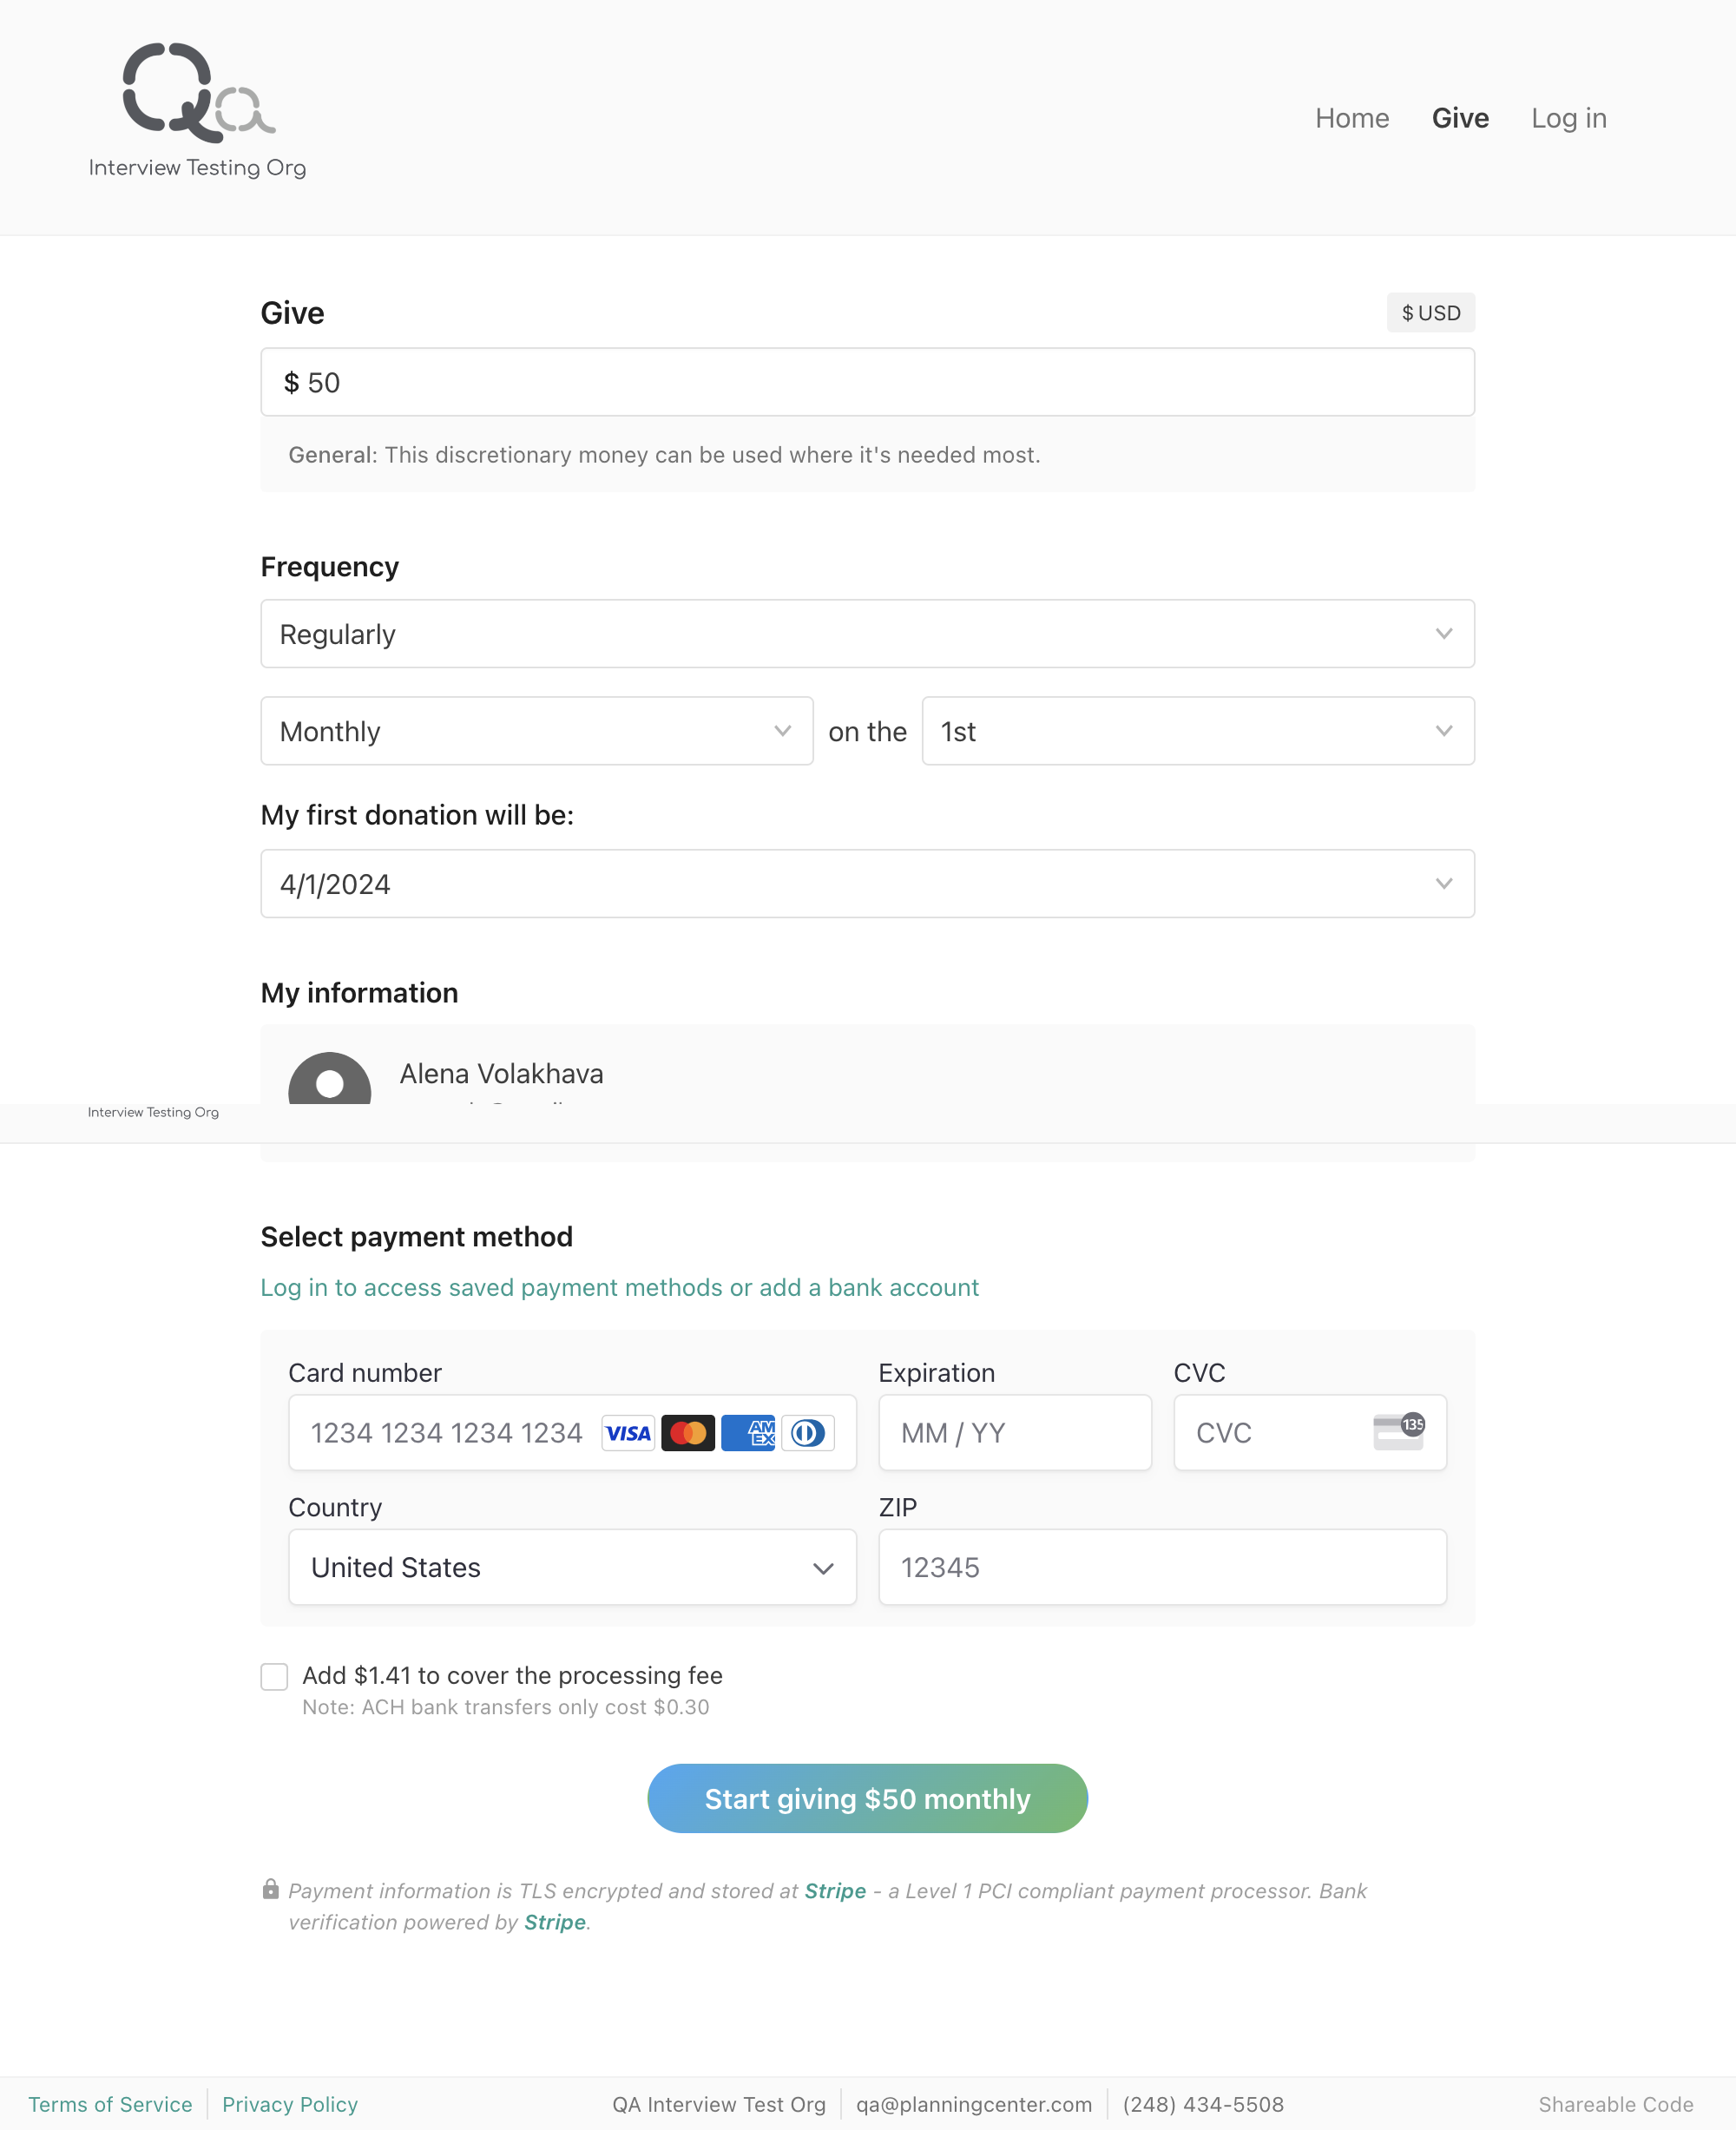 Qa
Interview Testing Org
Home Give Log in
Give
$ USD
$ 50
General: This discretionary money can be used where it's needed most.
Frequency
Regularly
Monthly on the 1st
My first donation will be:
4/1/2024
My information
Alena Volakhava
Interview Testing Org
Select payment method
Log in to access saved payment methods or add a bank account
Card number Expiration CVC
1234 1234 1234 1234 VISA AM EX MM / YY CVC 135
Country ZIP
United States 12345
Add $1.41 to cover the processing fee
Note: ACH bank transfers only cost $0.30
Start giving $50 monthly
Payment information is TLS encrypted and stored at Stripe - a Level 1 PCI compliant payment processor. Bank
verification powered by Stripe.
Terms of Service Privacy Policy QA Interview Test Org qa@planningcenter.com (248) 434-5508 Shareable Code